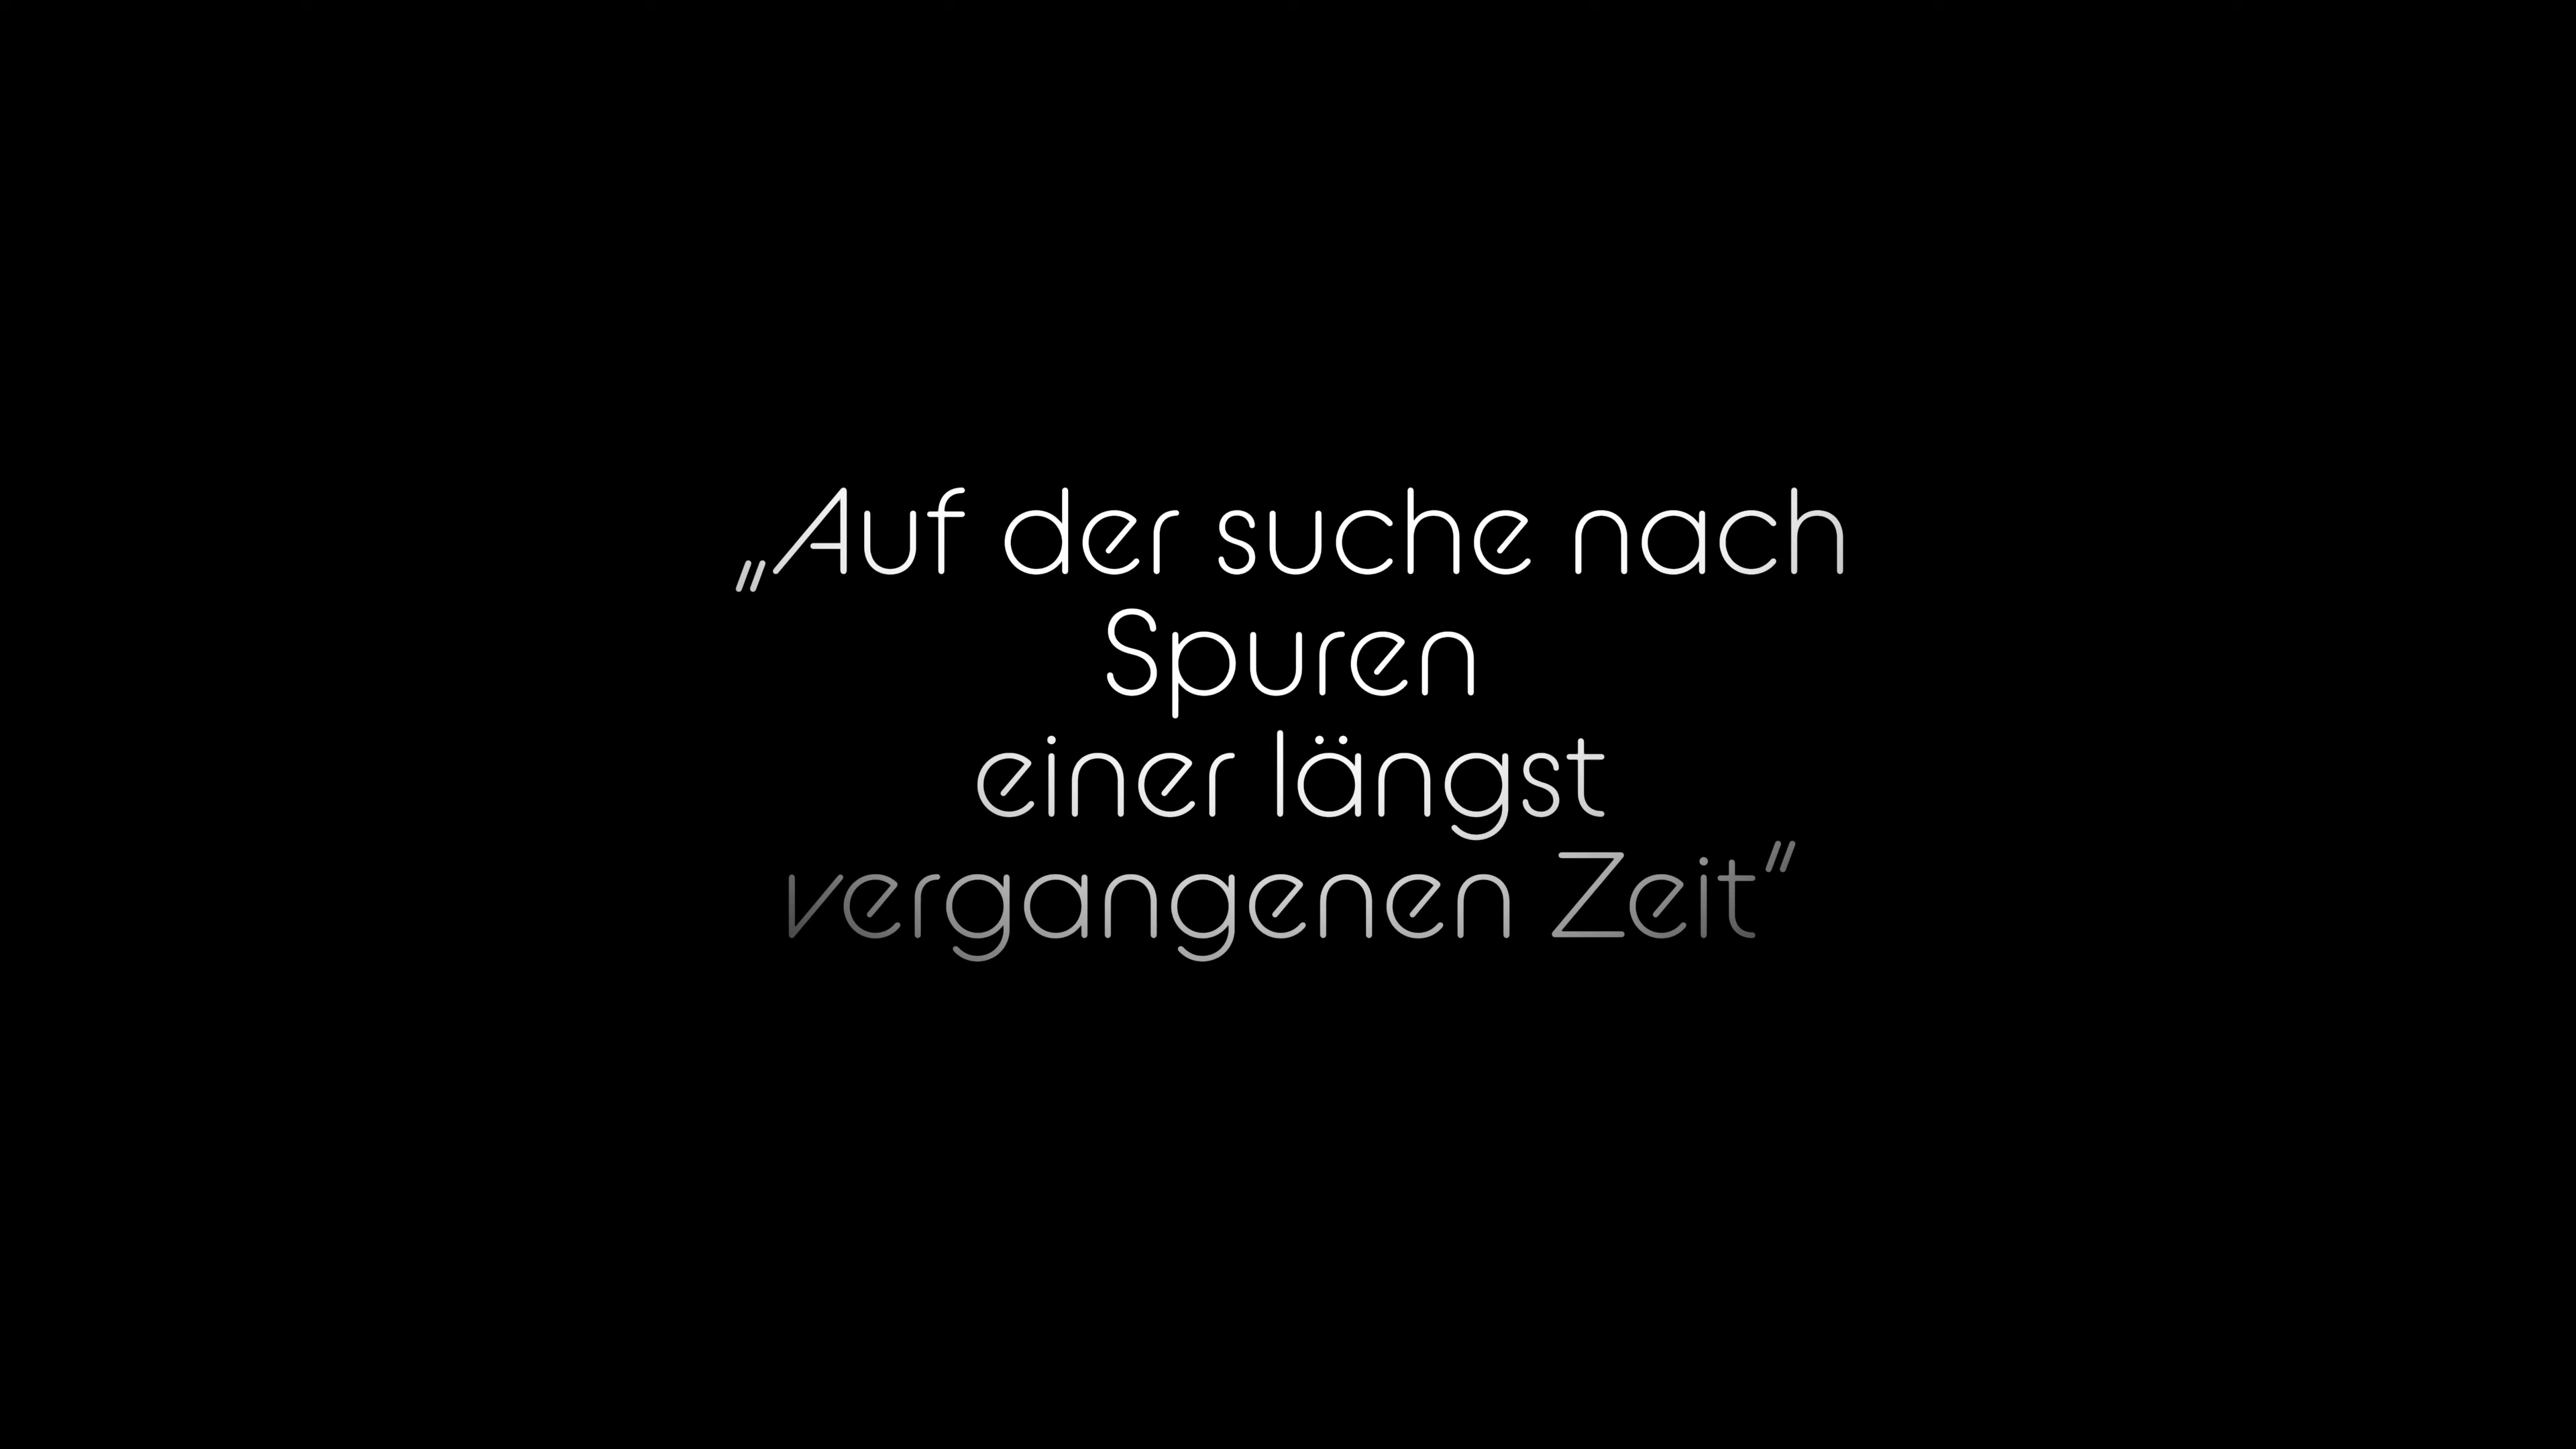 „Auf der suche nach
Spuren
einer längst
vergangenen Zeit“